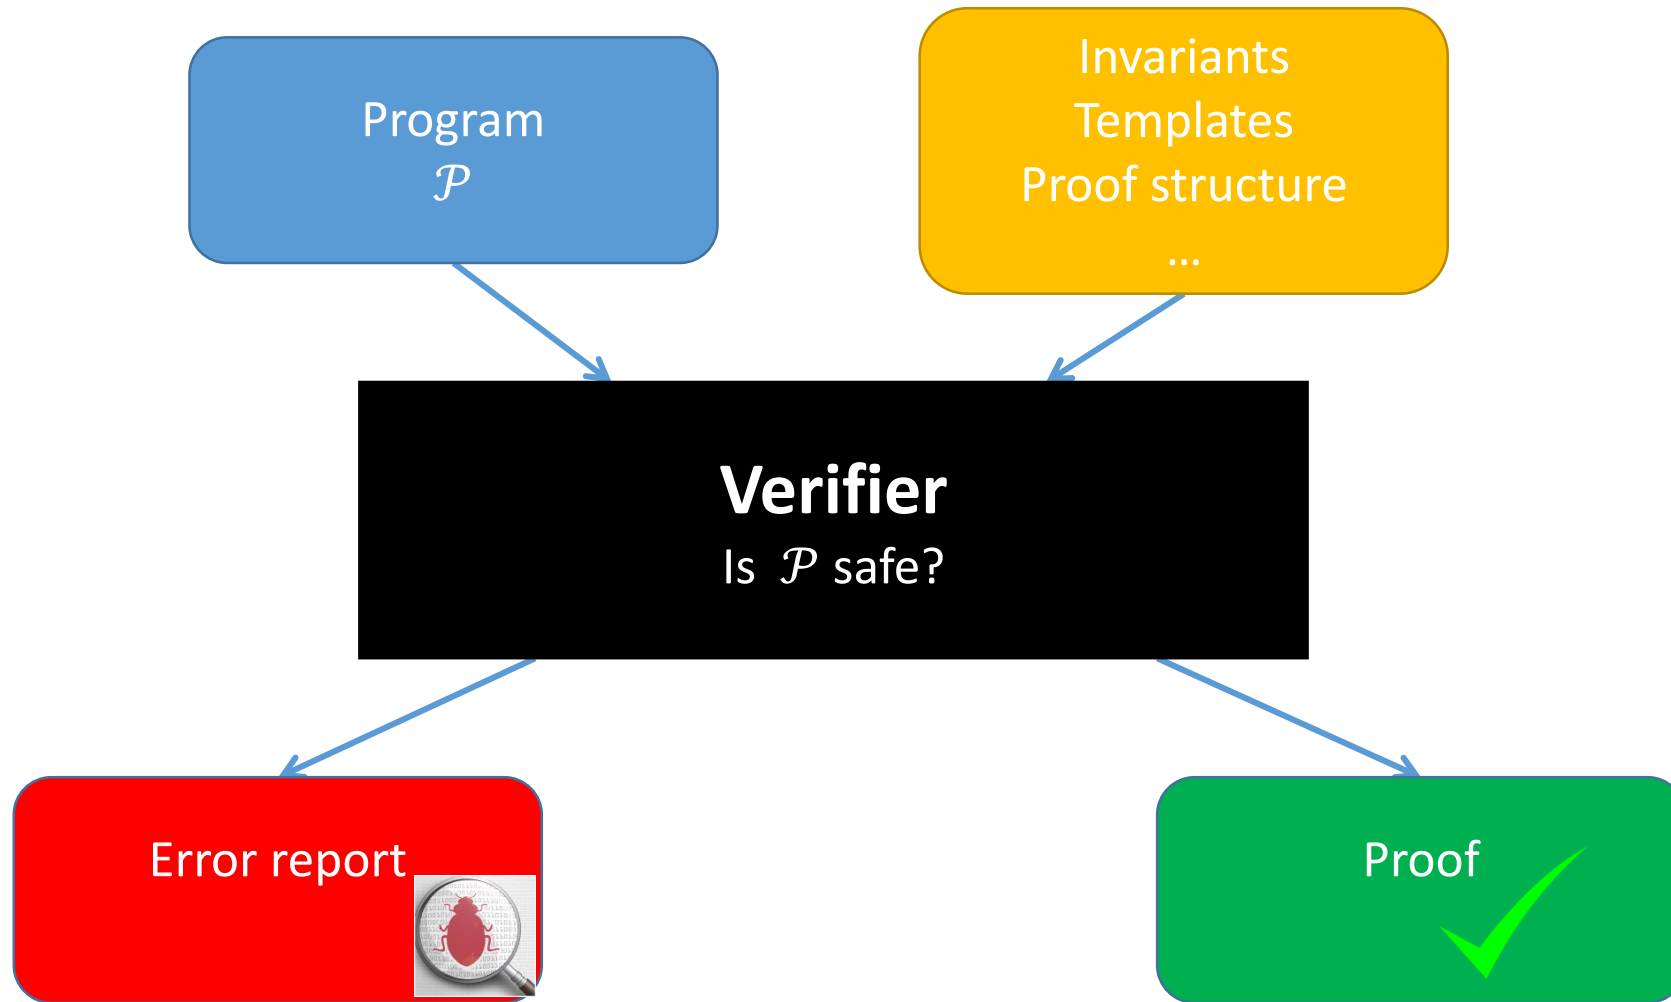 Program
𝒫
Invariants
Templates
Proof structure
...
Verifier
Is 𝒫 safe?
Error report
Proof